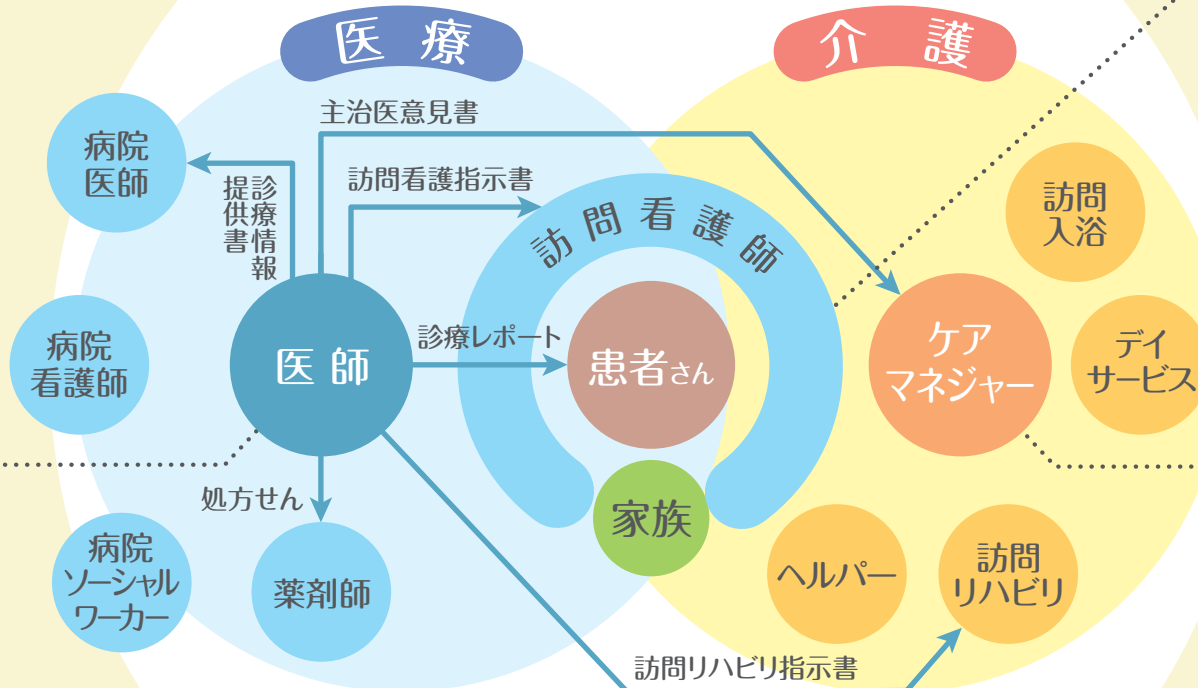 医療
介護
主治医意見書
病院
医師
診療情報
提供書
訪問看護指示書
訪問看護師
訪問
入浴
医師
診療レポート
患者さん
ケア
マネジャー
デイ
サービス
病院
看護師
処方せん
家族
病院
ソーシャル
ワーカー
薬剤師
ヘルパー
訪問
リハビリ
訪問リハビリ指示書